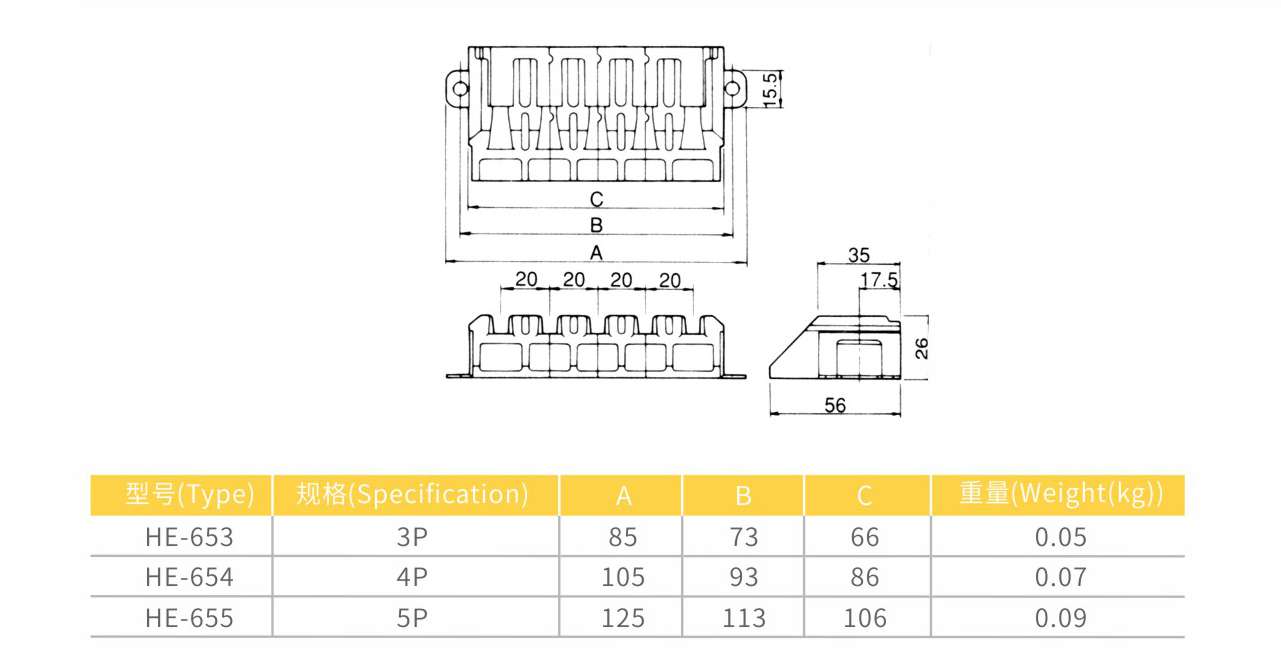 15.5
C
B
A
20 20 20 20
35
17.5
26
56
型号(Type) 规格(Specification) A B C 重量(Weight(kg))
HE-653 3P 85 73 66 0.05
HE-654 4P 105 93 86 0.07
HE-655 5P 125 113 106 0.09